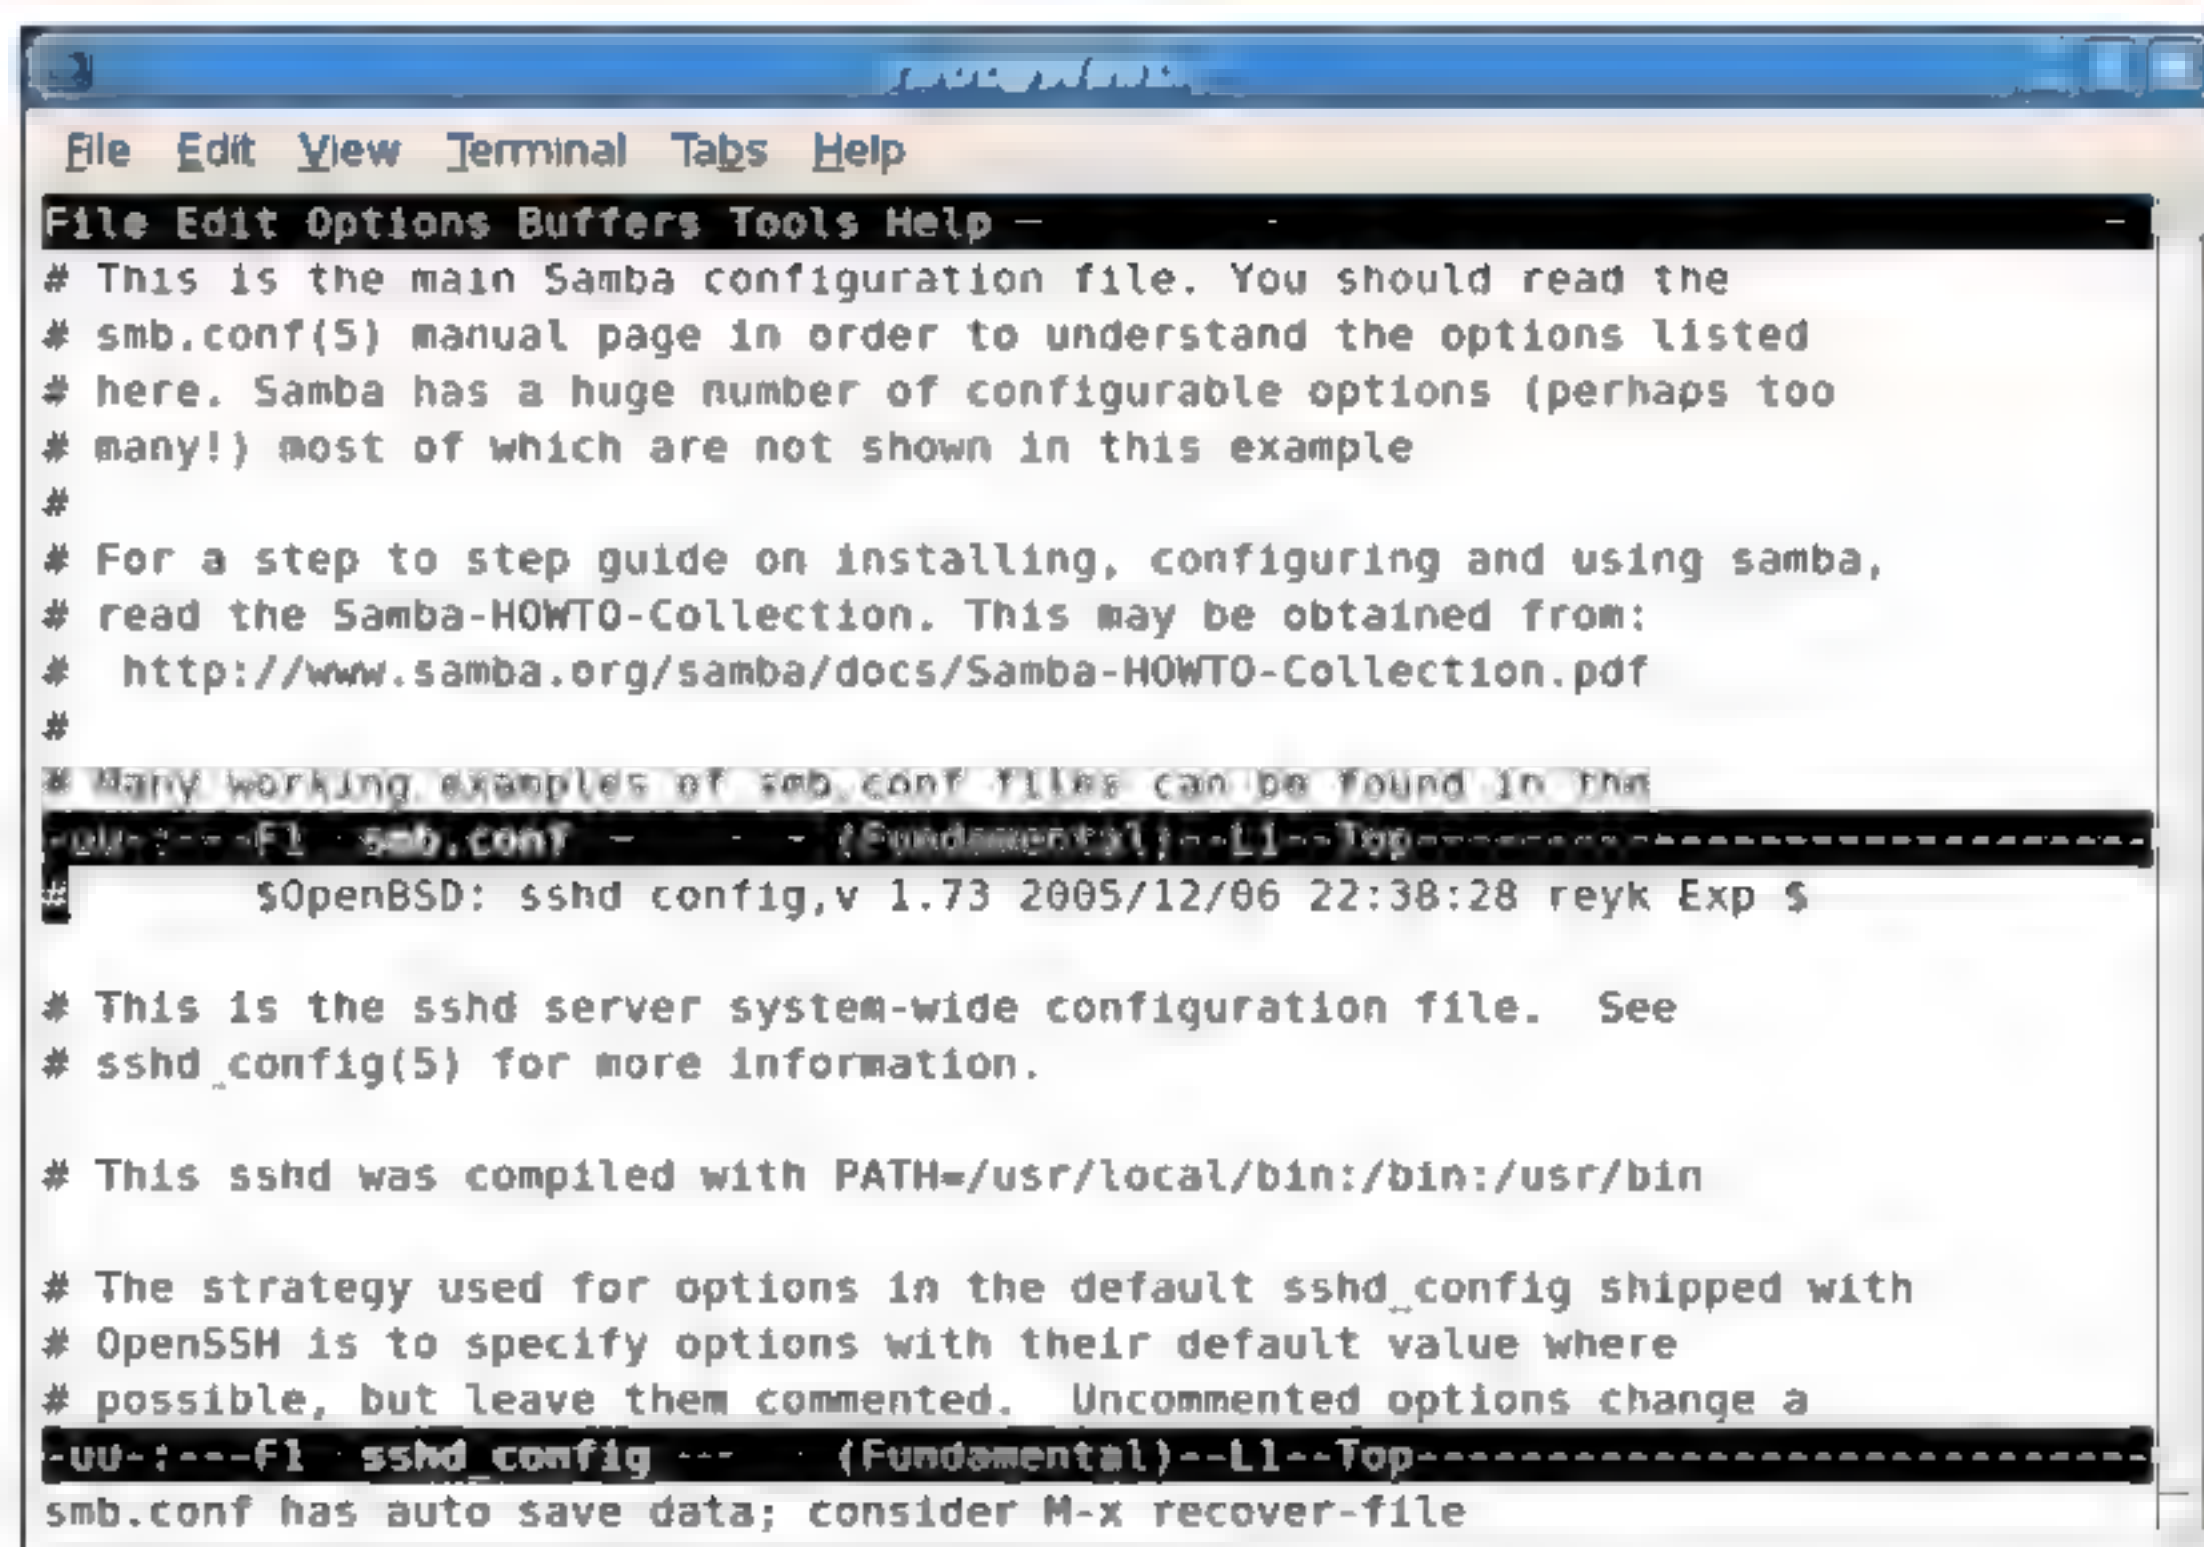 File Edit View Terminal Tabs Help
File Edit Options Buffers Tools Help
# This is the main Samba configuration file. You should read the
# smb.conf(5) manual page in order to understand the options listed
# here. Samba has a huge number of configurable options (perhaps too
# many!) most of which are not shown in this example
#
# For a step to step guide on installing, configuring and using samba,
# read the Samba-HOWTO-Collection. This may be obtained from:
#  http://www.samba.org/samba/docs/Samba-HOWTO-Collection.pdf
#
# Many working examples of smb.conf files can be found in the
-uu-:---F1  smb.conf       (Fundamental)--L1--Top----------------------------
#       $OpenBSD: sshd config,v 1.73 2005/12/06 22:38:28 reyk Exp $
# This is the sshd server system-wide configuration file.  See
# sshd_config(5) for more information.
# This sshd was compiled with PATH=/usr/local/bin:/bin:/usr/bin
# The strategy used for options in the default sshd_config shipped with
# OpenSSH is to specify options with their default value where
# possible, but leave them commented.  Uncommented options change a
-uu-:---F1  sshd_config ---    (Fundamental)--L1--Top----------------------------
smb.conf has auto save data; consider M-x recover-file